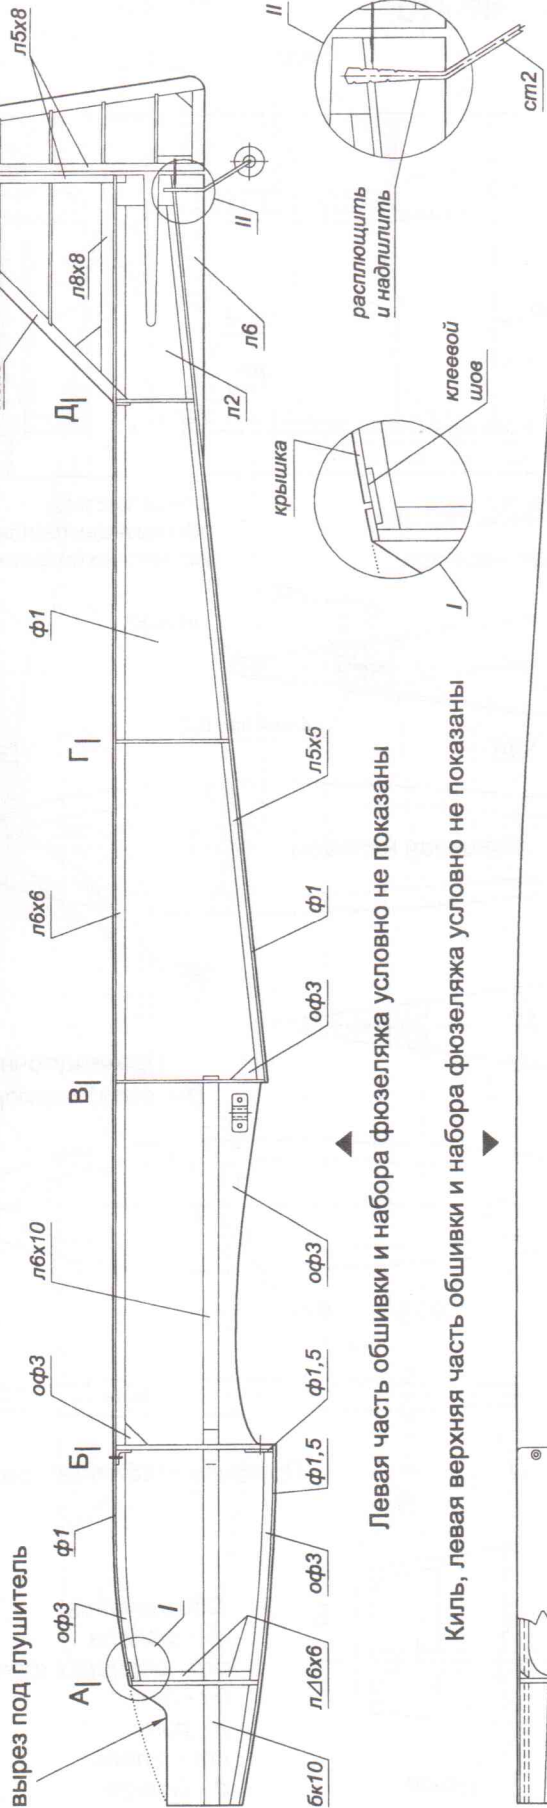 вырез под глушитель
A|
Б|
В|
Г|
Д|
оф3
ф1
оф3
л6х10
л6х6
ф1
л8х8
л5х8
I
II
бк10
л∆6х6
оф3
ф1,5
ф1,5
оф3
оф3
ф1
л5х5
л2
л6
Левая часть обшивки и набора фюзеляжа условно не показаны
Киль, левая верхняя часть обшивки и набора фюзеляжа условно не показаны
I
крышка
клеевой
шов
II
расплющить
и надпилить
ст2